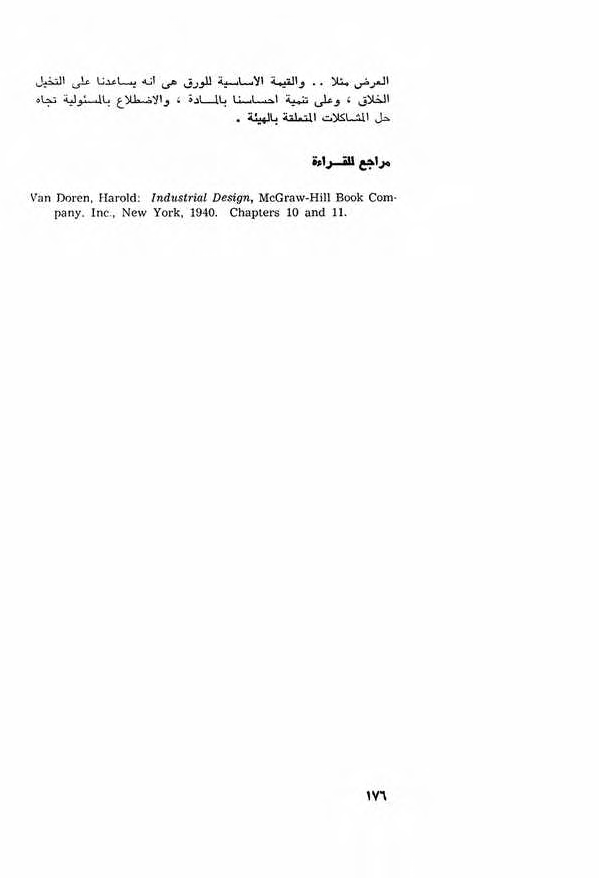 العرض مثلا . . والقيمة الأساسية للورق هى أنه يساعدنا على التخيل
الخلاق ، وعلى تنمية احساسنا بالمادة ، والاضطلاع بالمسئولية تجاه
حل المشاكلات المتعلقة بالهيئة .
مراجع للقراءة
Van Doren, Harold: Industrial Design, McGraw-Hill Book Com-
pany. Inc., New York, 1940. Chapters 10 and 11.
١٧٦